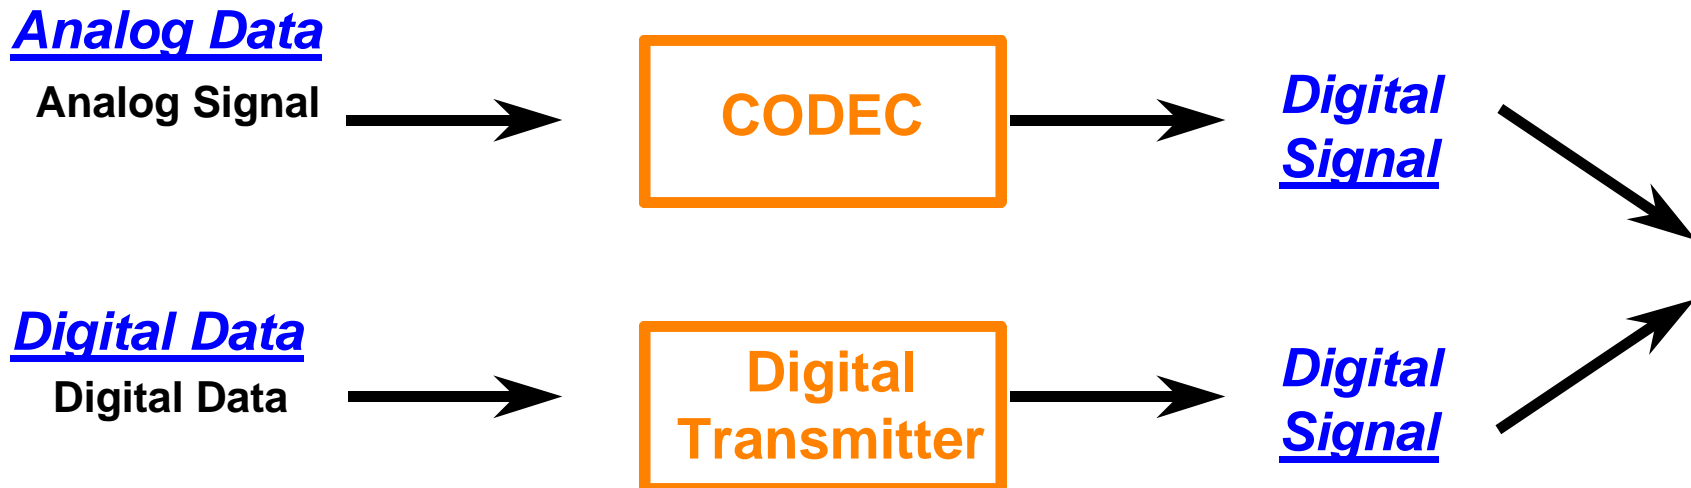 Analog Data
Analog Signal
CODEC
Digital
Signal
Digital Data
Digital Data
Digital
Transmitter
Digital
Signal